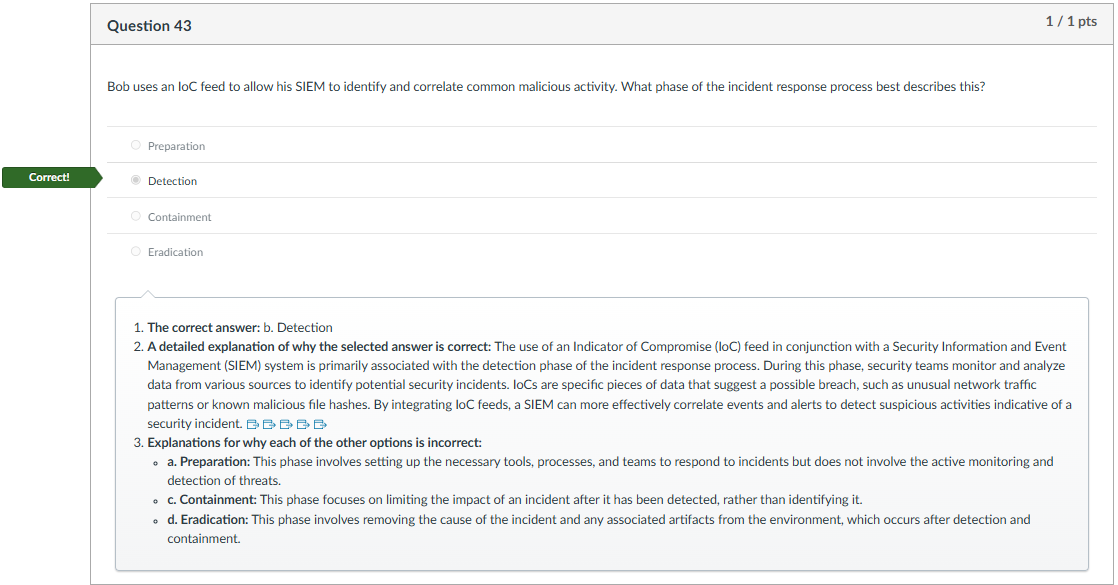 Question 43
1 / 1 pts
Bob uses an IoC feed to allow his SIEM to identify and correlate common malicious activity. What phase of the incident response process best describes this?
Preparation
Correct!
Detection
Containment
Eradication
1. The correct answer: b. Detection
2. A detailed explanation of why the selected answer is correct: The use of an Indicator of Compromise (IoC) feed in conjunction with a Security Information and Event
Management (SIEM) system is primarily associated with the detection phase of the incident response process. During this phase, security teams monitor and analyze
data from various sources to identify potential security incidents. IoCs are specific pieces of data that suggest a possible breach, such as unusual network traffic
patterns or known malicious file hashes. By integrating IoC feeds, a SIEM can more effectively correlate events and alerts to detect suspicious activities indicative of a
security incident.
3. Explanations for why each of the other options is incorrect:
a. Preparation: This phase involves setting up the necessary tools, processes, and teams to respond to incidents but does not involve the active monitoring and
detection of threats.
c. Containment: This phase focuses on limiting the impact of an incident after it has been detected, rather than identifying it.
d. Eradication: This phase involves removing the cause of the incident and any associated artifacts from the environment, which occurs after detection and
containment.